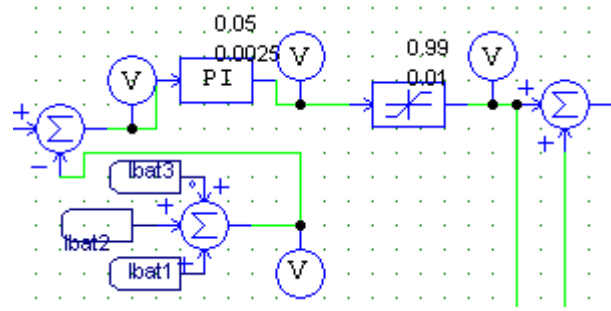 0.05
0.0025
V
PI
V
0.99
0.01
V
+
Σ
−
+
Σ
+
Ibat3
+
+
Σ
Ibat2
Ibat1
+
V